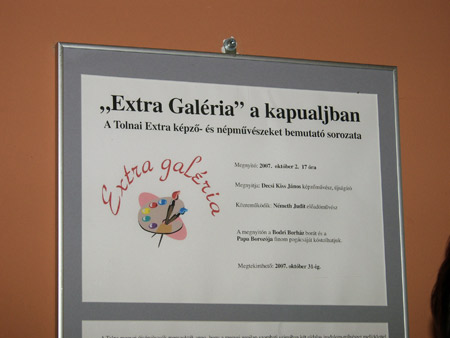 „Extra Galéria” a kapualjban
A Tolnai Extra képző- és népművészeket bemutató sorozata
Extra galéria
Megnyitó: 2007. október 2. 17 óra
Megnyitja: Decsi Kiss János képzőművész, újságíró
Közreműködik: Németh Judit előadóművész
A megnyitón a Bodri Borház borát és a
Papa Borozója finom pogácsáját kóstolhatjuk.
Megtekinthető: 2007. október 31-ig.